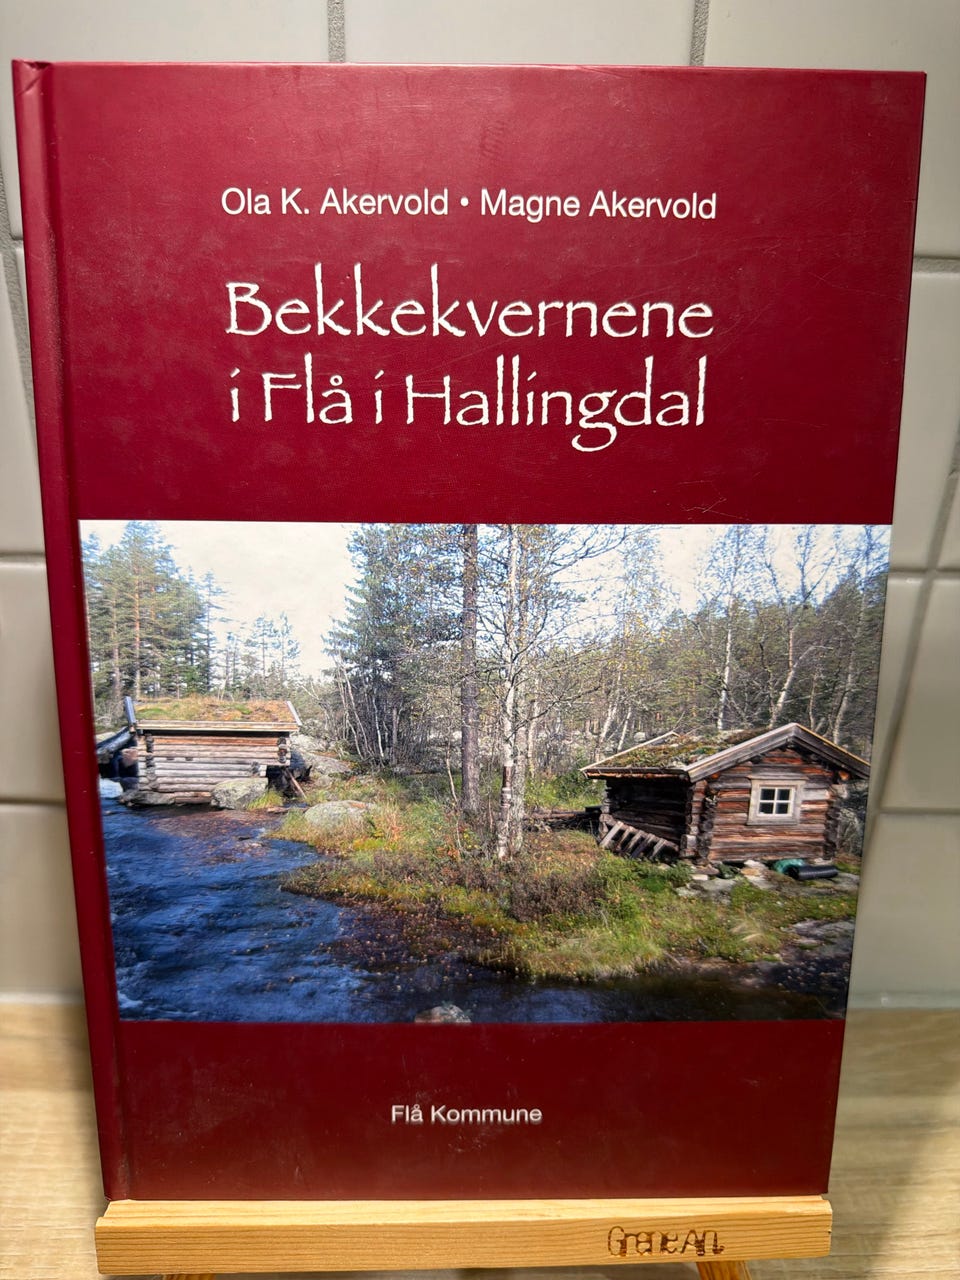 Ola K. Akervold • Magne Akervold
Bekkekvernene
i Flå i Hallingdal
Flå Kommune